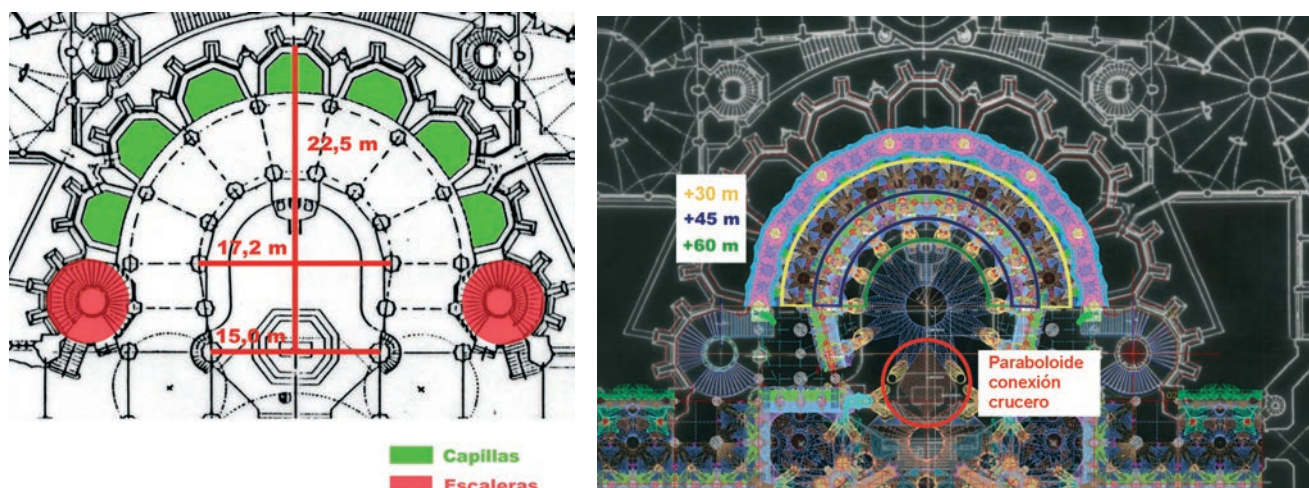 22,5 m
17,2 m
15,0 m
Capillas
Escaleras
+30 m
+45 m
+60 m
Paraboloide
conexión
crucero